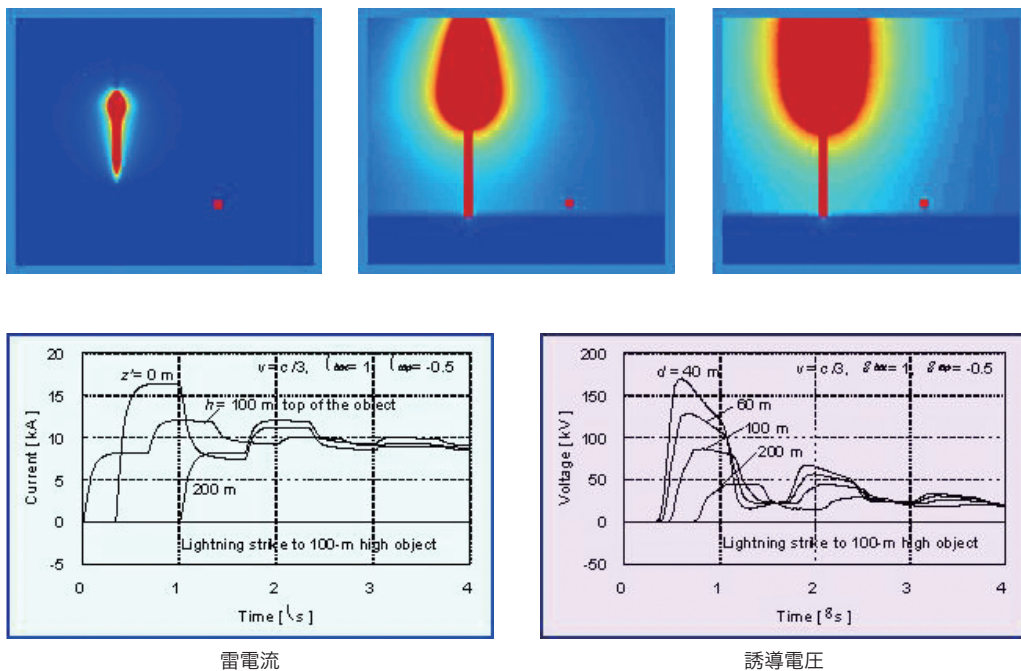 20
15
10
5
0
-5
Current [kA]
z'= 0 m
v = c /3, = 1 = -0.5
h = 100 m: top of the object
200 m
Lightning strike to 100-m high object
0 1 2 3 4
Time [ s ]
雷電流
200
150
100
50
0
-50
Voltage [kV]
d = 40 m
v = c /3, = 1, = -0.5
60 m
100 m
200 m
Lightning strike to 100-m high object
0 1 2 3 4
Time [ 8s ]
誘導電圧